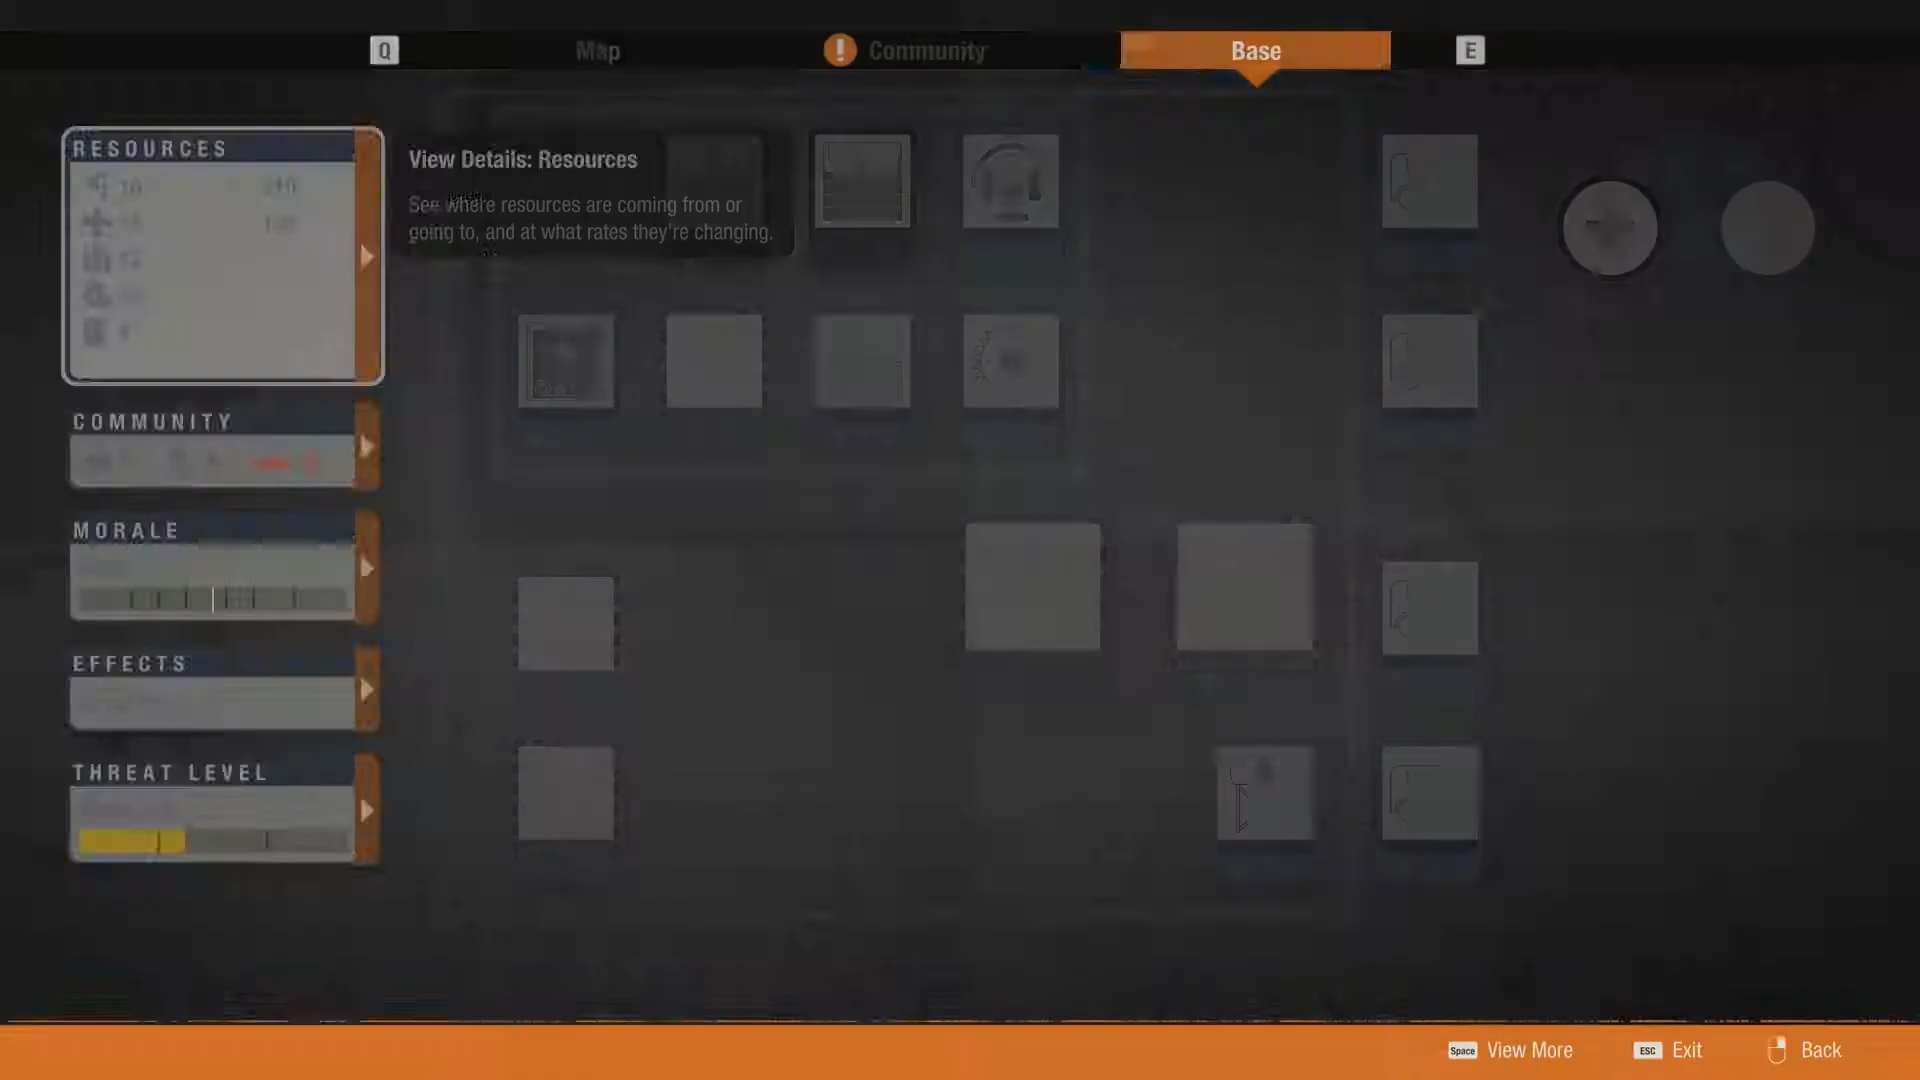 Q
Map
!
Community
Base
E
RESOURCES
View Details: Resources
See where resources are coming from or
going to, and at what rates they're changing.
COMMUNITY
MORALE
EFFECTS
THREAT LEVEL
Space View More
ESC Exit
Back